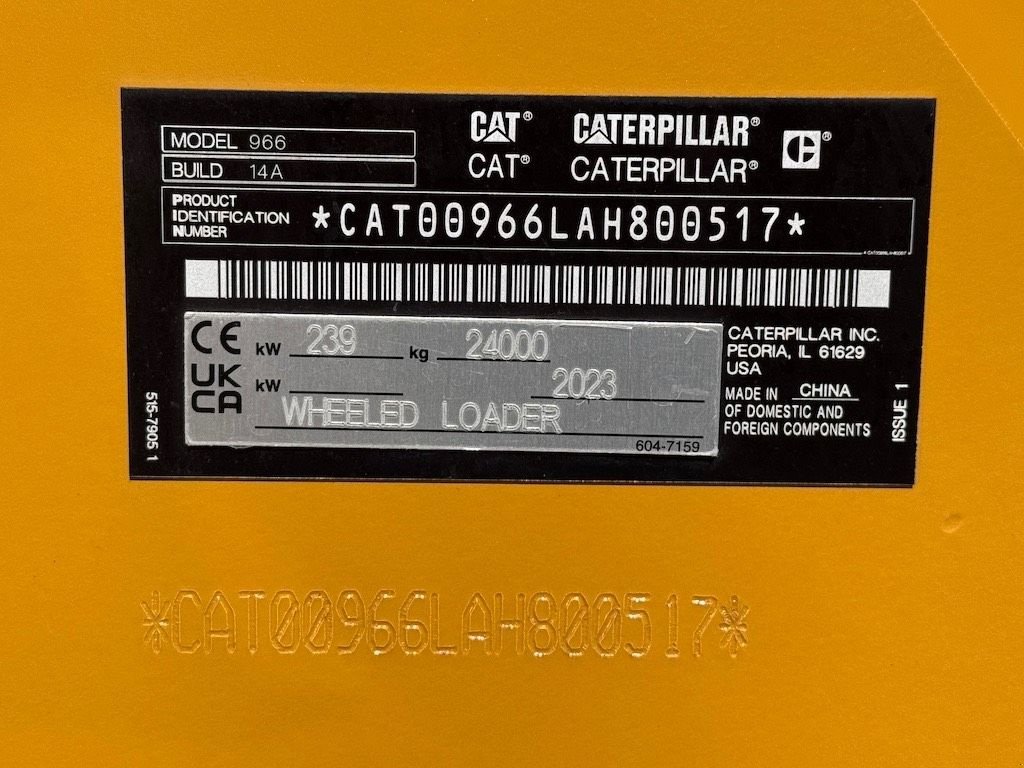 MODEL 966
BUILD 14A
CAT® CATERPILLAR® C®
CAT® CATERPILLAR®
PRODUCT
IDENTIFICATION
NUMBER
*CAT00966LAH800517*
CE kW 239 kg 24000
UK
CA kW 2023
WHEELED LOADER
604-7159
CATERPILLAR INC.
PEORIA, IL 61629
USA
MADE IN CHINA
OF DOMESTIC AND
FOREIGN COMPONENTS
515-7905 1
ISSUE 1
*CAT00966LAH800517*